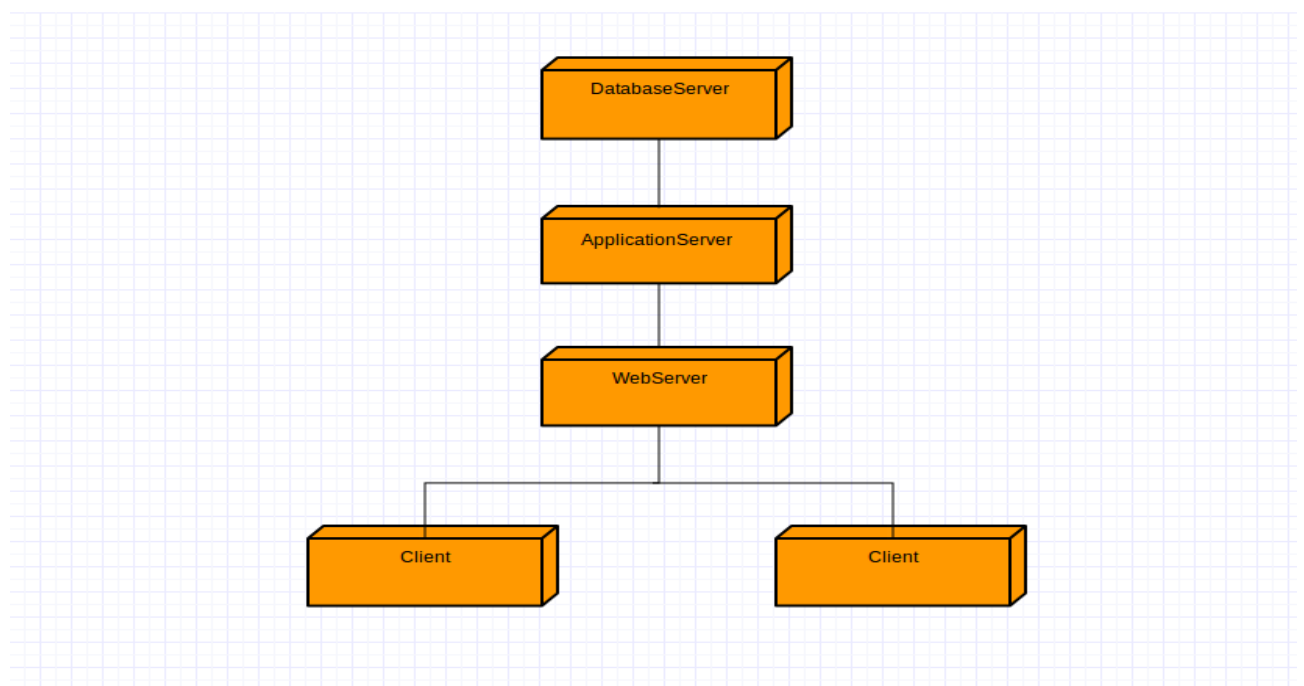 DatabaseServer
ApplicationServer
WebServer
Client
Client